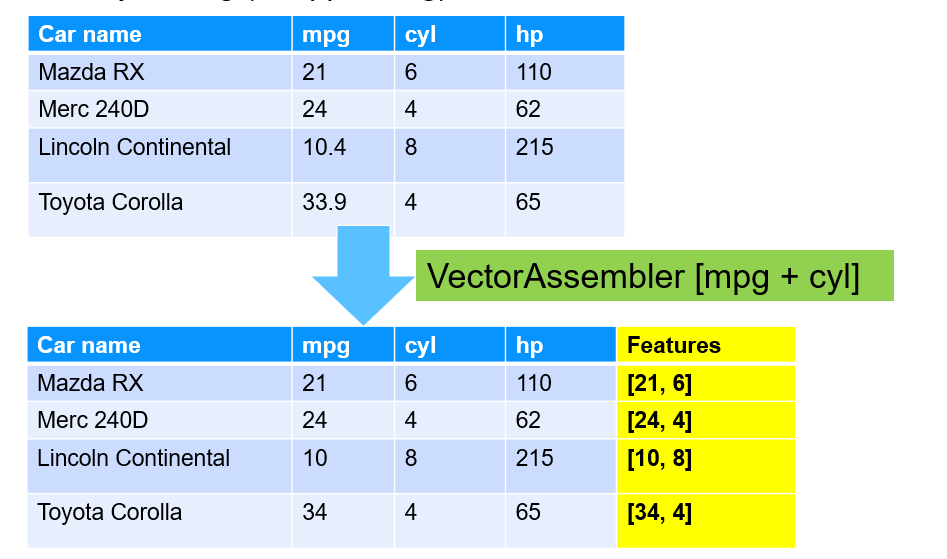 Car name mpg cyl hp
Mazda RX 21 6 110
Merc 240D 24 4 62
Lincoln Continental 10.4 8 215
Toyota Corolla 33.9 4 65
VectorAssembler [mpg + cyl]
Car name mpg cyl hp Features
Mazda RX 21 6 110 [21, 6]
Merc 240D 24 4 62 [24, 4]
Lincoln Continental 10 8 215 [10, 8]
Toyota Corolla 34 4 65 [34, 4]